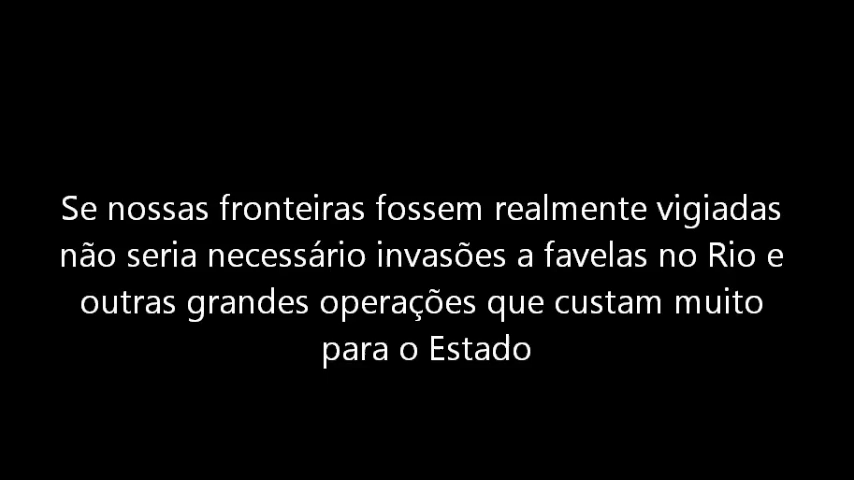 Se nossas fronteiras fossem realmente vigiadas
não seria necessário invasões a favelas no Rio e
outras grandes operações que custam muito
para o Estado